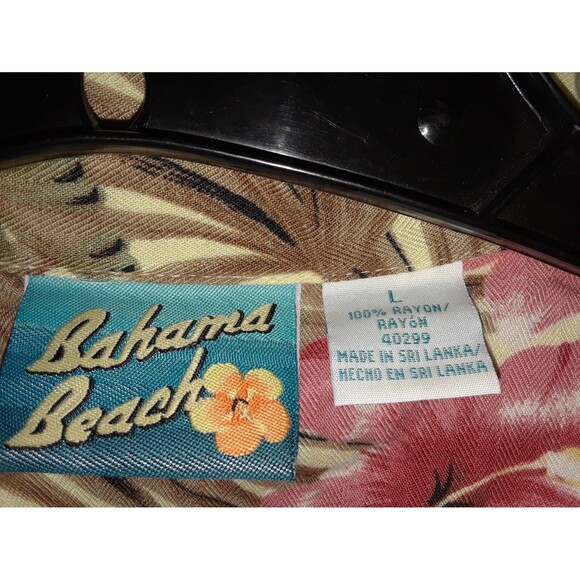 Bahama
Beach
L
100% RAYON/
RAYóN
40299
MADE IN SRI LANKA/
HECHO EN SRI LANKA